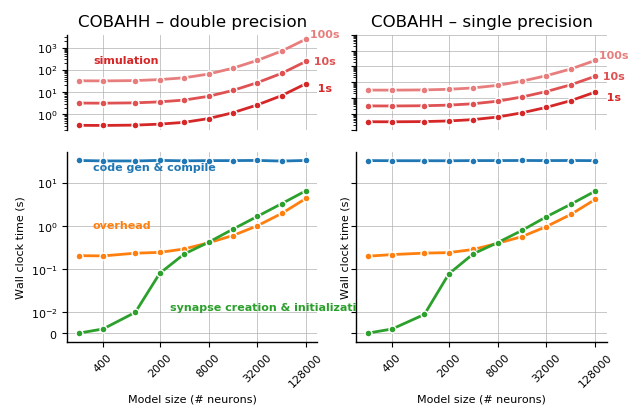 COBAHH – double precision
COBAHH – single precision
100s
10s
1s
simulation
10³
10²
10¹
10⁰
100s
10s
1s
code gen & compile
overhead
synapse creation & initializati
Wall clock time (s)
10¹
10⁰
10⁻¹
10⁻²
0
Wall clock time (s)
400
2000
8000
32000
128000
400
2000
8000
32000
128000
Model size (# neurons)
Model size (# neurons)